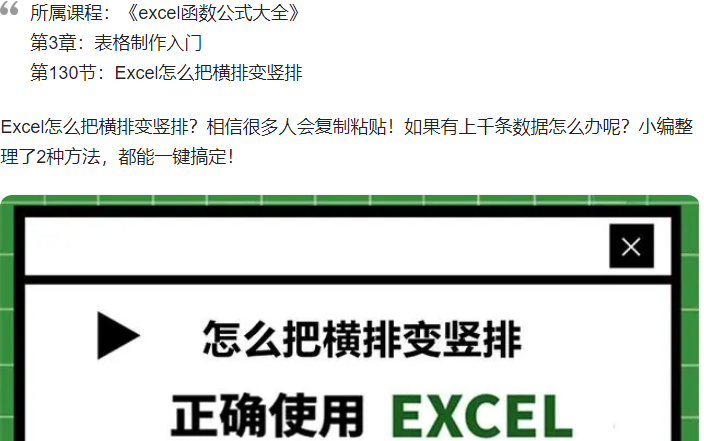 所属课程：《excel函数公式大全》
第3章：表格制作入门
第130节：Excel怎么把横排变竖排
Excel怎么把横排变竖排？相信很多人会复制粘贴！如果有上千条数据怎么办呢？小编整
理了2种方法，都能一键搞定！
怎么把横排变竖排
正确使用 EXCEL